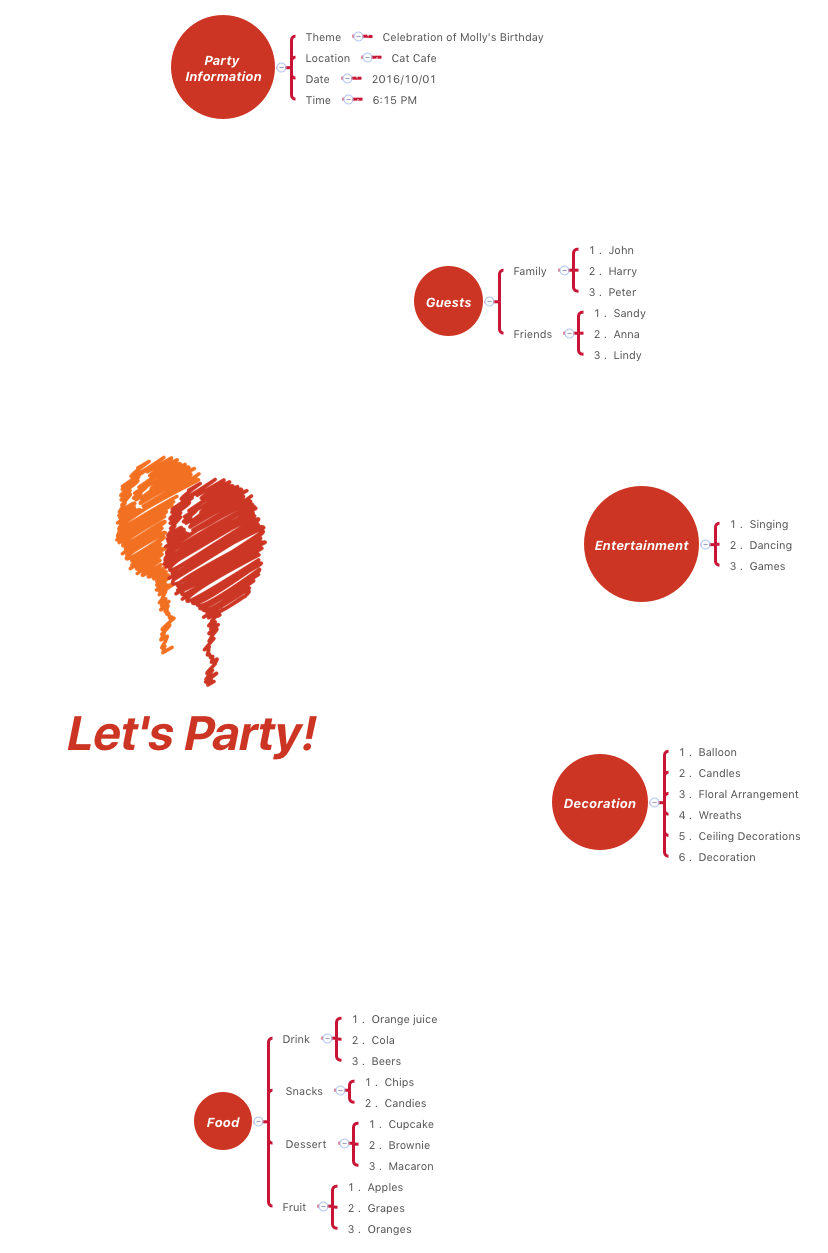 Party
Information
Theme Celebration of Molly's Birthday
Location Cat Cafe
Date 2016/10/01
Time 6:15 PM
Guests
Family
1 . John
2 . Harry
3 . Peter
Friends
1 . Sandy
2 . Anna
3 . Lindy
Entertainment
1 . Singing
2 . Dancing
3 . Games
Let's Party!
Decoration
1 . Balloon
2 . Candles
3 . Floral Arrangement
4 . Wreaths
5 . Ceiling Decorations
6 . Decoration
Food
Drink
1 . Orange juice
2 . Cola
3 . Beers
Snacks
1 . Chips
2 . Candies
Dessert
1 . Cupcake
2 . Brownie
3 . Macaron
Fruit
1 . Apples
2 . Grapes
3 . Oranges